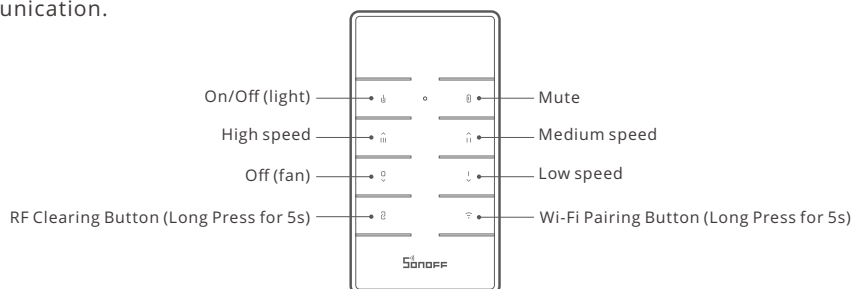 unication.
On/Off (light)
Mute
High speed
Medium speed
Off (fan)
Low speed
RF Clearing Button (Long Press for 5s)
Wi-Fi Pairing Button (Long Press for 5s)
SONOFF